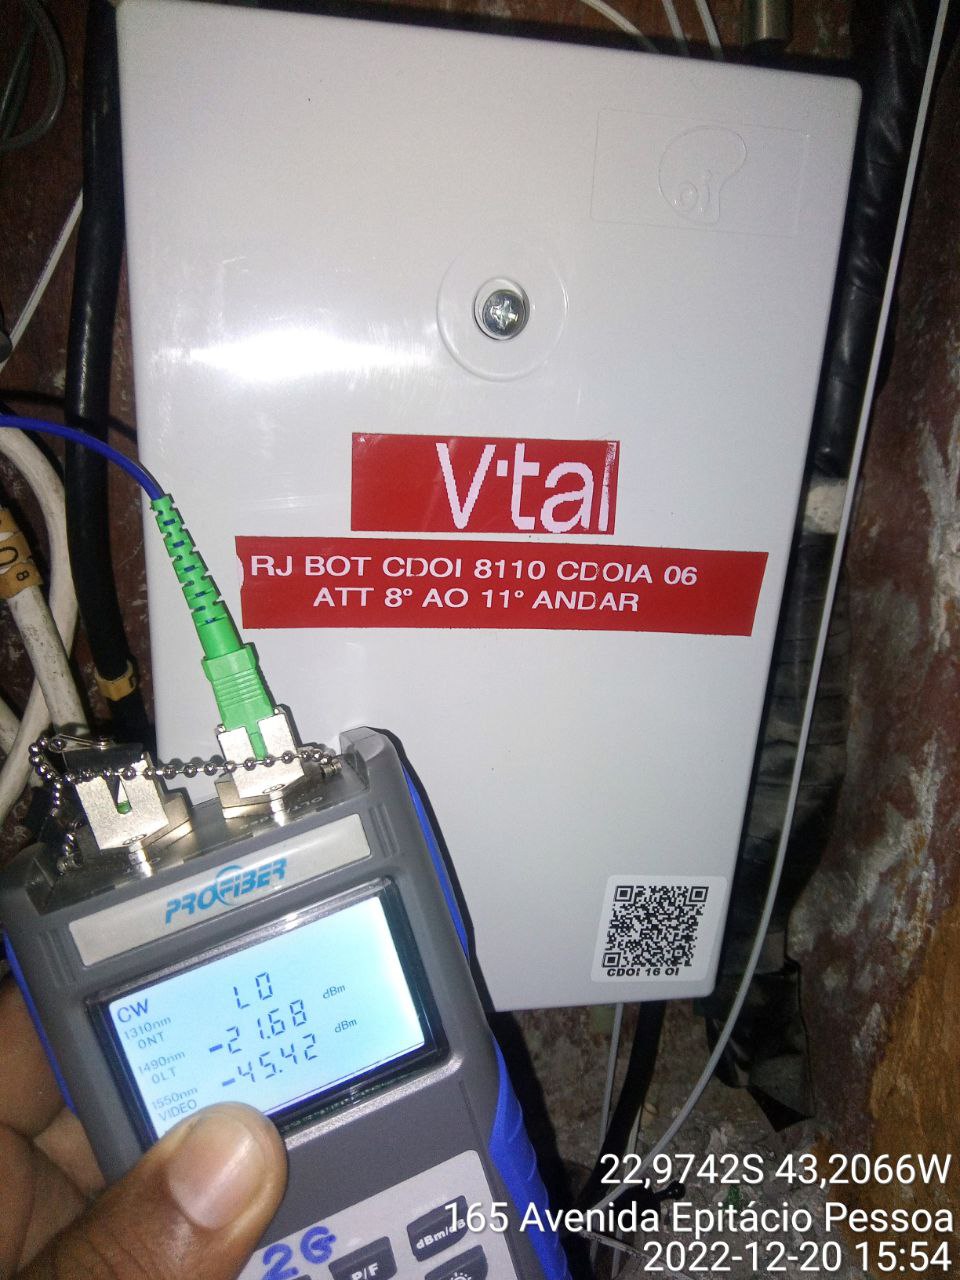 oi
V·tal
RJ BOT CDOI 8110 CDOIA 06
ATT 8° AO 11° ANDAR
CDOI 16 OI
PROFIBER
CW
1310nm LO
ONT
1490nm -21.68 dBm
OLT
1550nm -45.42 dBm
VIDEO
2G
P/F
22,9742S 43,2066W
165 Avenida Epitácio Pessoa
2022-12-20 15:54